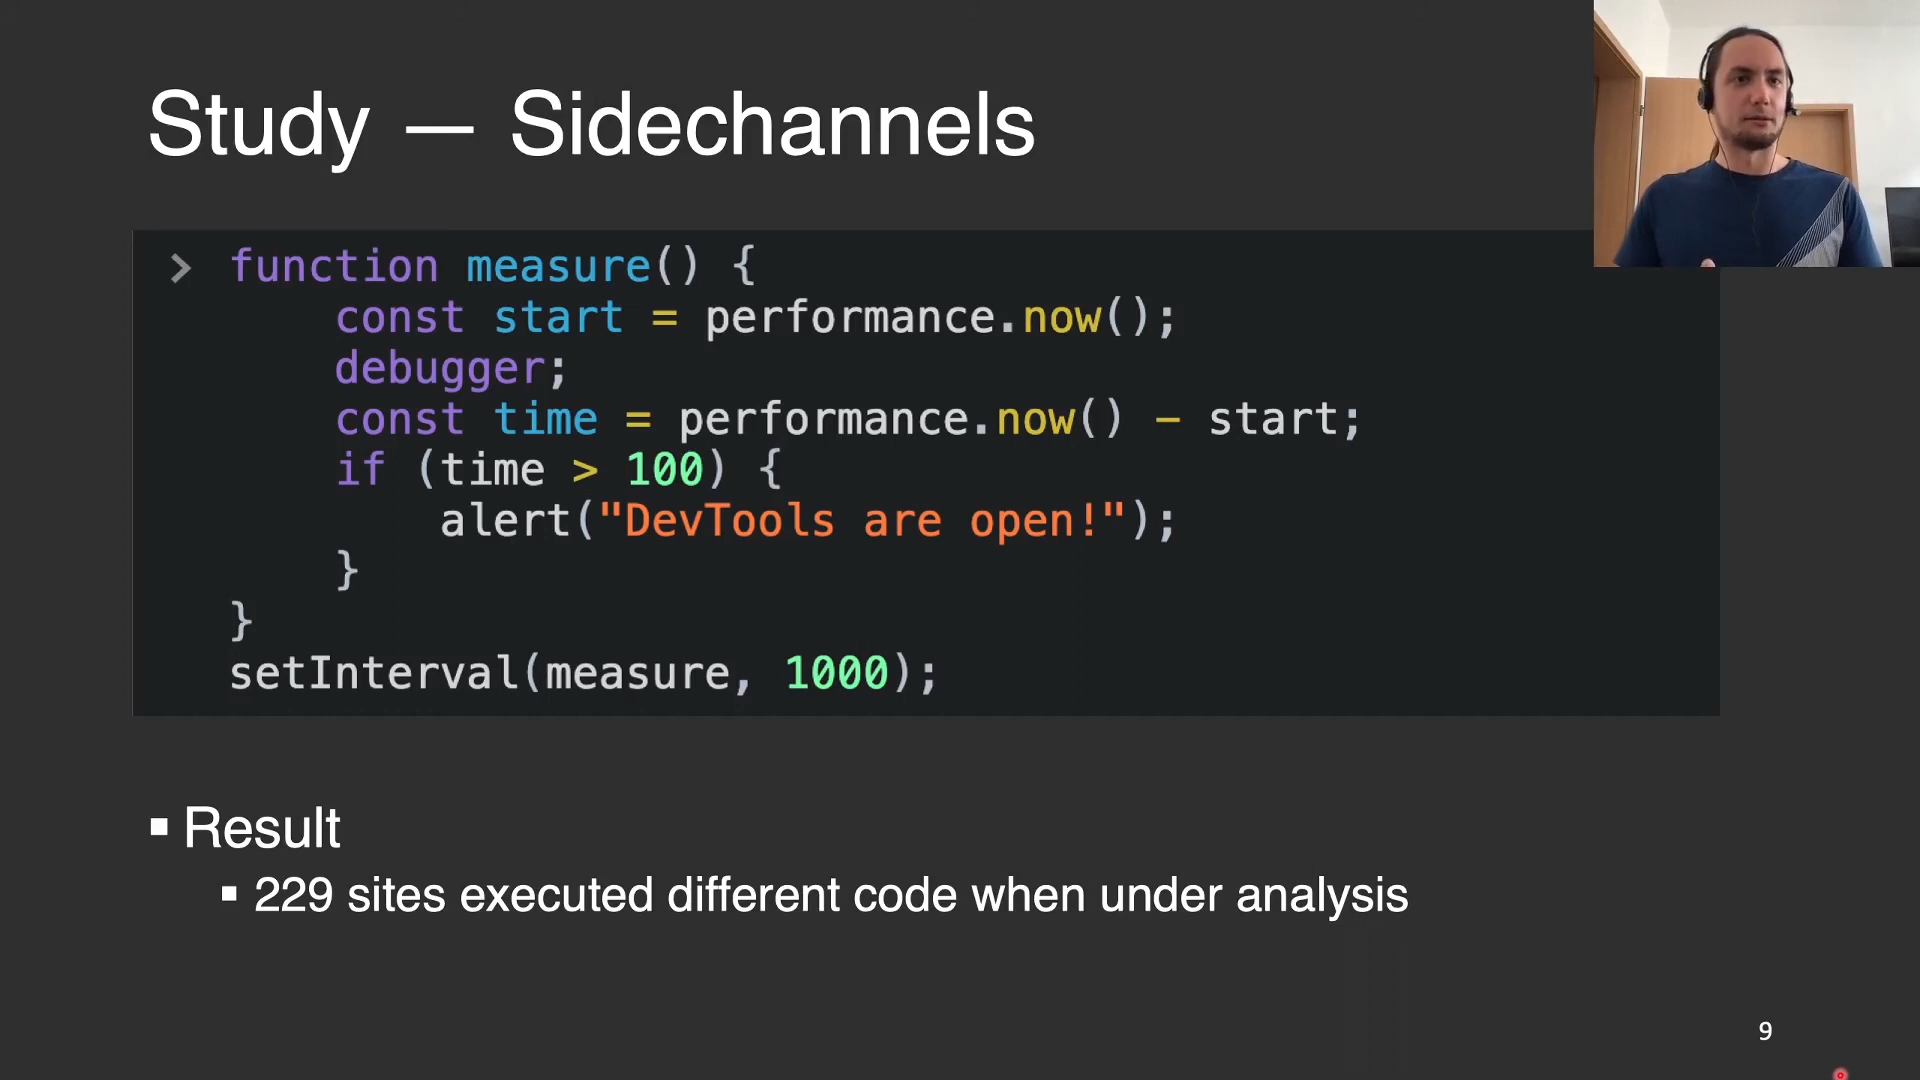 Study — Sidechannels
> function measure() {
const start = performance.now();
debugger;
const time = performance.now() - start;
if (time > 100) {
alert("DevTools are open!");
}
}
setInterval(measure, 1000);
▪ Result
▪ 229 sites executed different code when under analysis
9